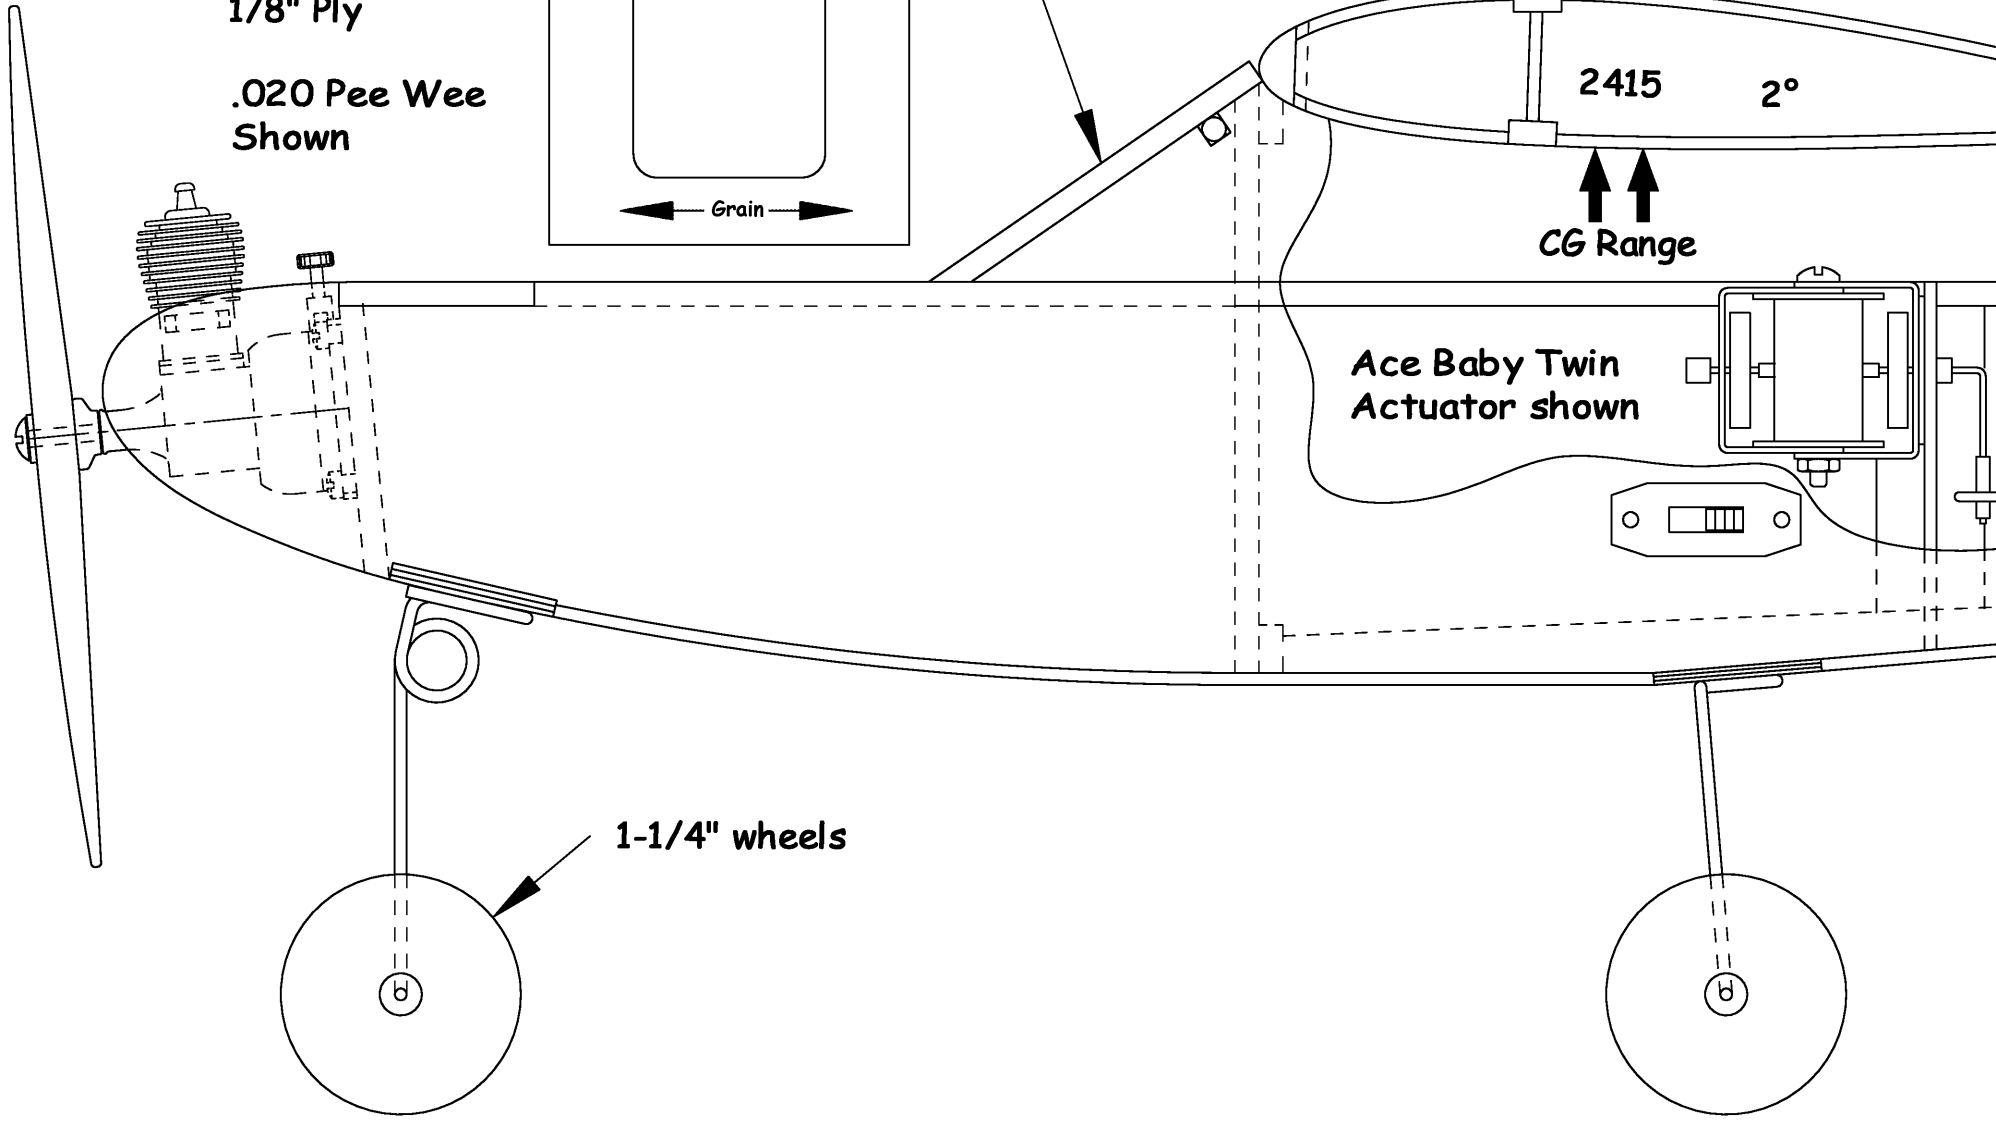 1/8" Ply
.020 Pee Wee
Shown
Grain
2415
2°
CG Range
Ace Baby Twin
Actuator shown
1-1/4" wheels